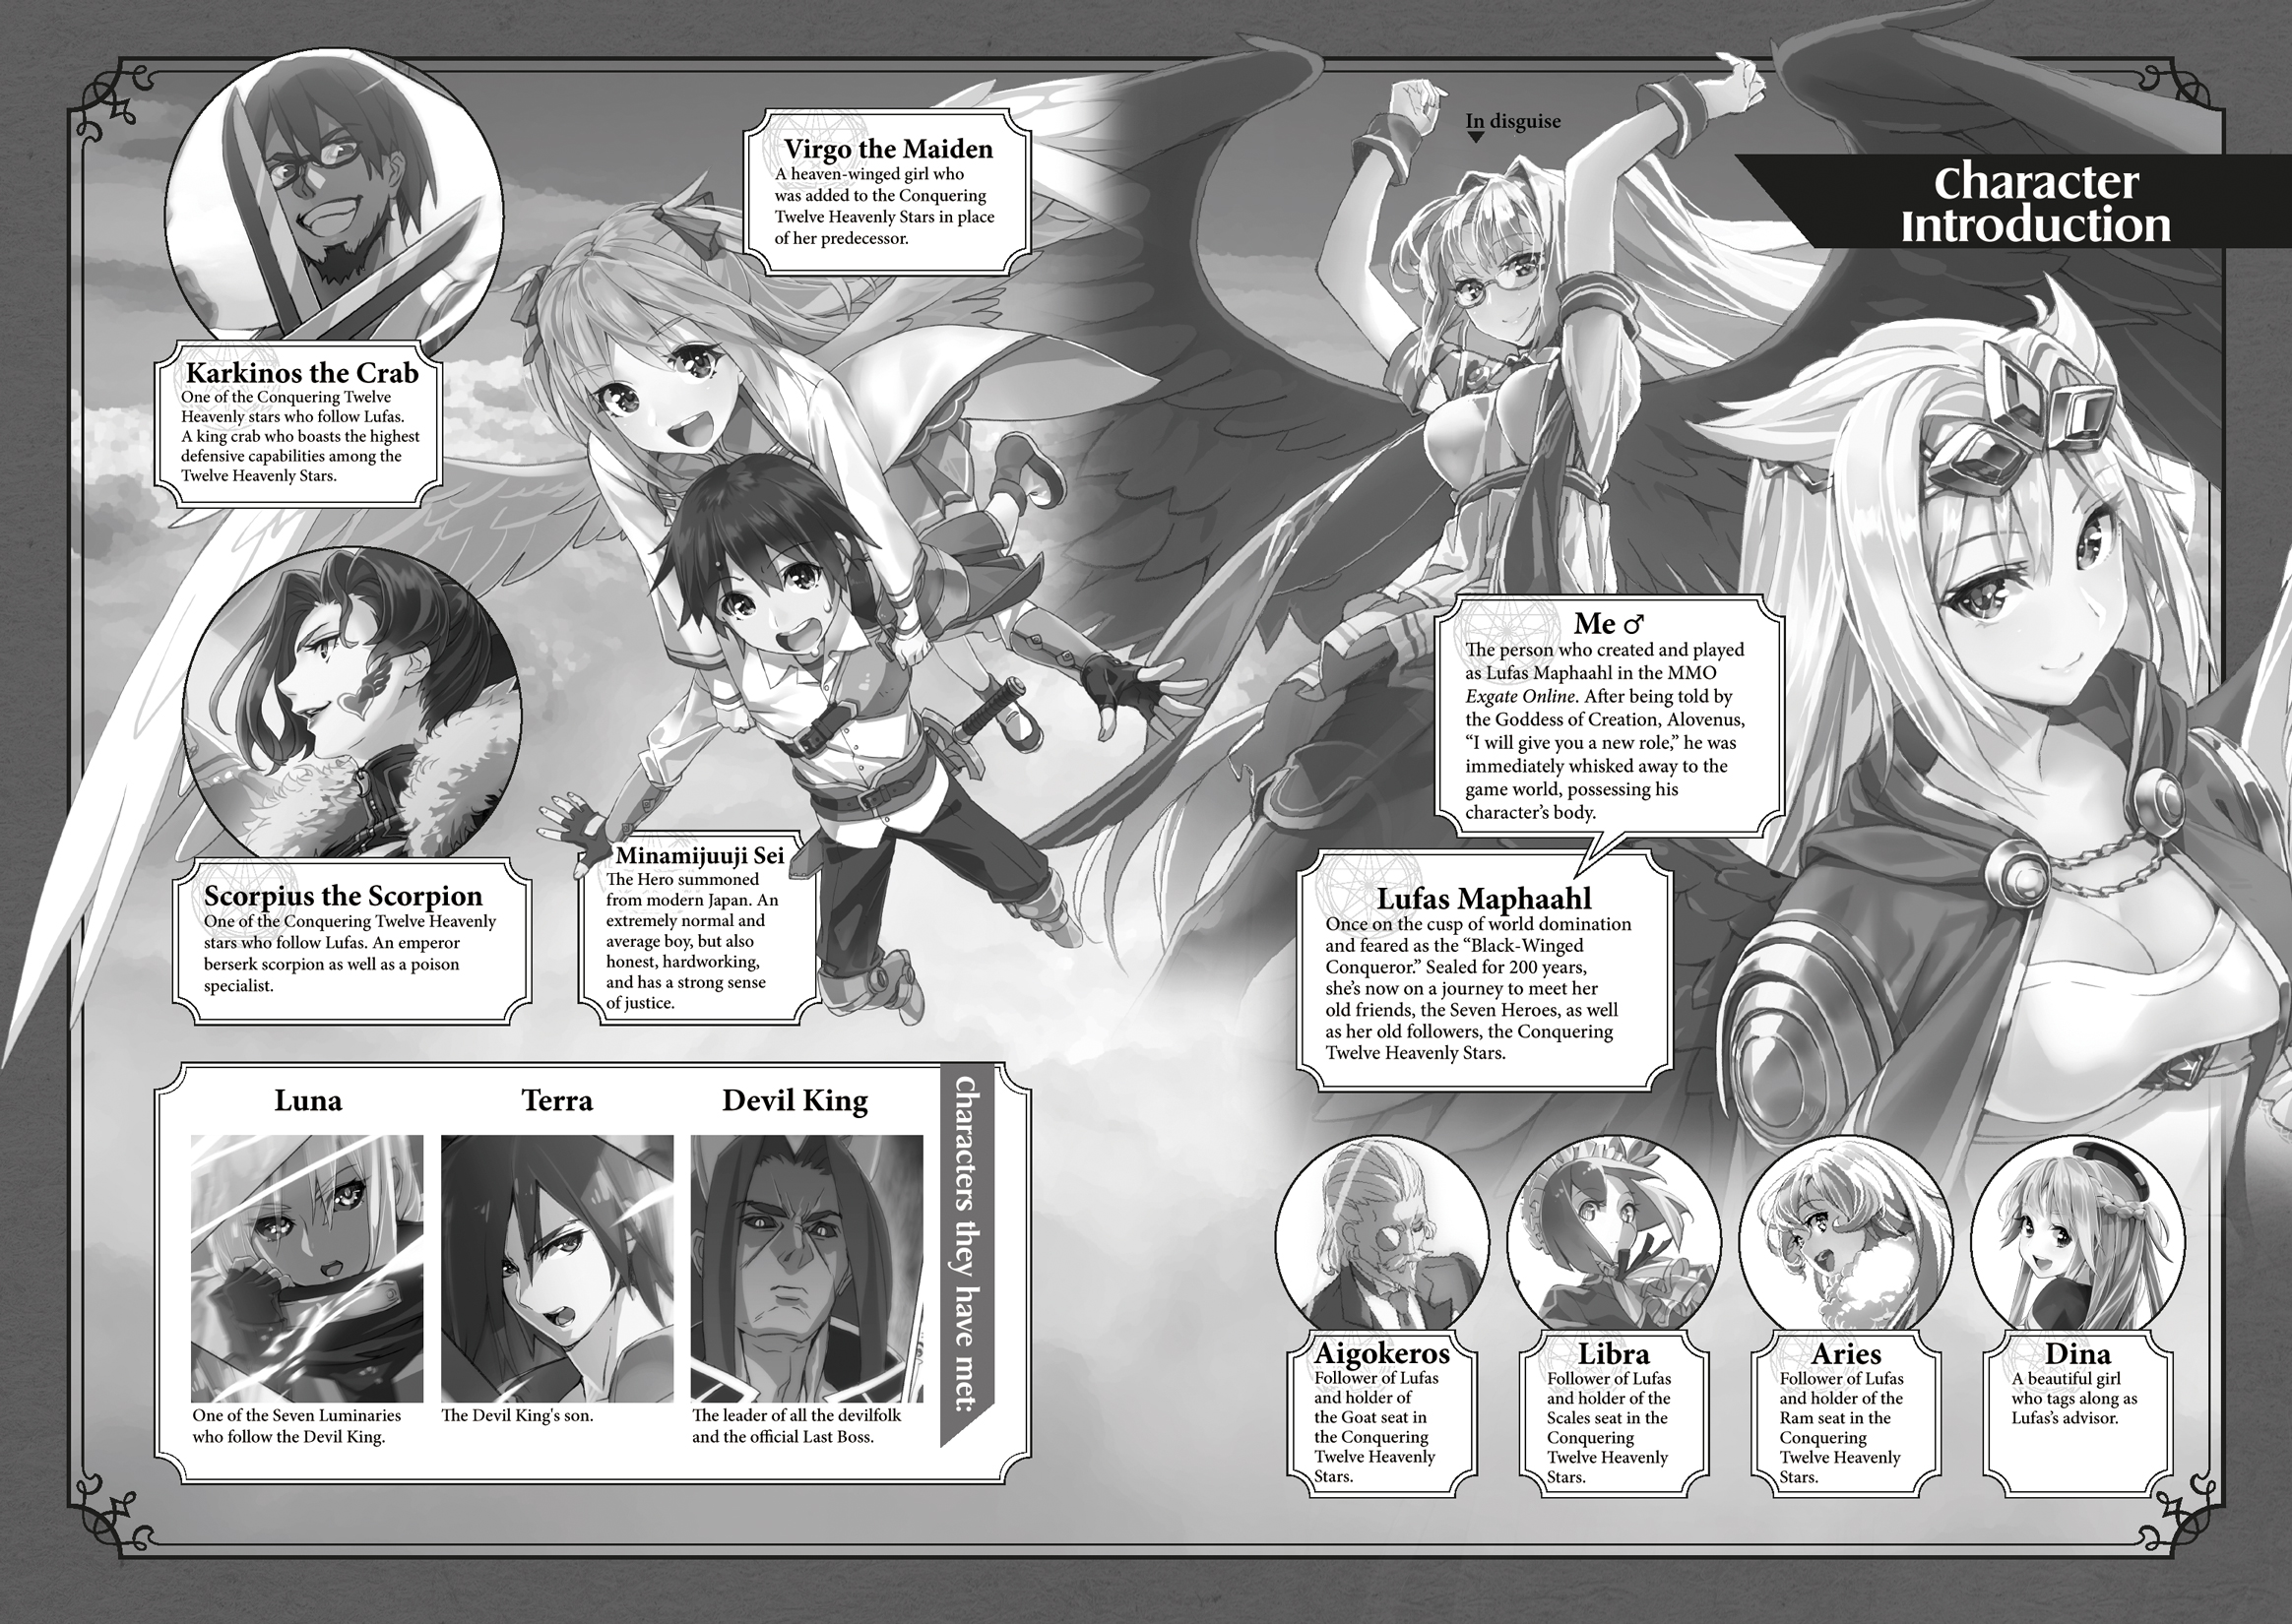 Character
Introduction
In disguise
Me ♂
The person who created and played
as Lufas Maphaahl in the MMO
Exgate Online. After being told by
the Goddess of Creation, Alovenus,
“I will give you a new role,” he was
immediately whisked away to the
game world, possessing his
character’s body.
Lufas Maphaahl
Once on the cusp of world domination
and feared as the “Black-Winged
Conqueror.” Sealed for 200 years,
she’s now on a journey to meet her
old friends, the Seven Heroes, as well
as her old followers, the Conquering
Twelve Heavenly Stars.
Aigokeros
Follower of Lufas
and holder of
the Goat seat in
the Conquering
Twelve Heavenly
Stars.
Libra
Follower of Lufas
and holder of the
Scales seat in the
Conquering
Twelve Heavenly
Stars.
Aries
Follower of Lufas
and holder of the
Ram seat in the
Conquering
Twelve Heavenly
Stars.
Dina
A beautiful girl
who tags along as
Lufas’s advisor.
Virgo the Maiden
A heaven-winged girl who
was added to the Conquering
Twelve Heavenly Stars in place
of her predecessor.
Karkinos the Crab
One of the Conquering Twelve
Heavenly stars who follow Lufas.
A king crab who boasts the highest
defensive capabilities among the
Twelve Heavenly Stars.
Scorpius the Scorpion
One of the Conquering Twelve Heavenly
stars who follow Lufas. An emperor
berserk scorpion as well as a poison
specialist.
Minamijuuji Sei
The Hero summoned
from modern Japan. An
extremely normal and
average boy, but also
honest, hardworking,
and has a strong sense
of justice.
characters they have met:
Luna
One of the Seven Luminaries
who follow the Devil King.
Terra
The Devil King's son.
Devil King
The leader of all the devilfolk
and the official Last Boss.